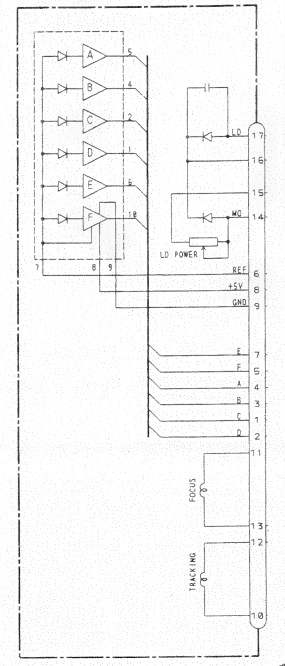 A 5
B 4
C 2
D 1
E 6
F 10
7 8 9
LD 17
16
15
MO 14
LD POWER
REF 6
+5V 8
GND 9
E 7
F 5
A 4
B 3
C 1
D 2
11
FOCUS
13
12
TRACKING
10